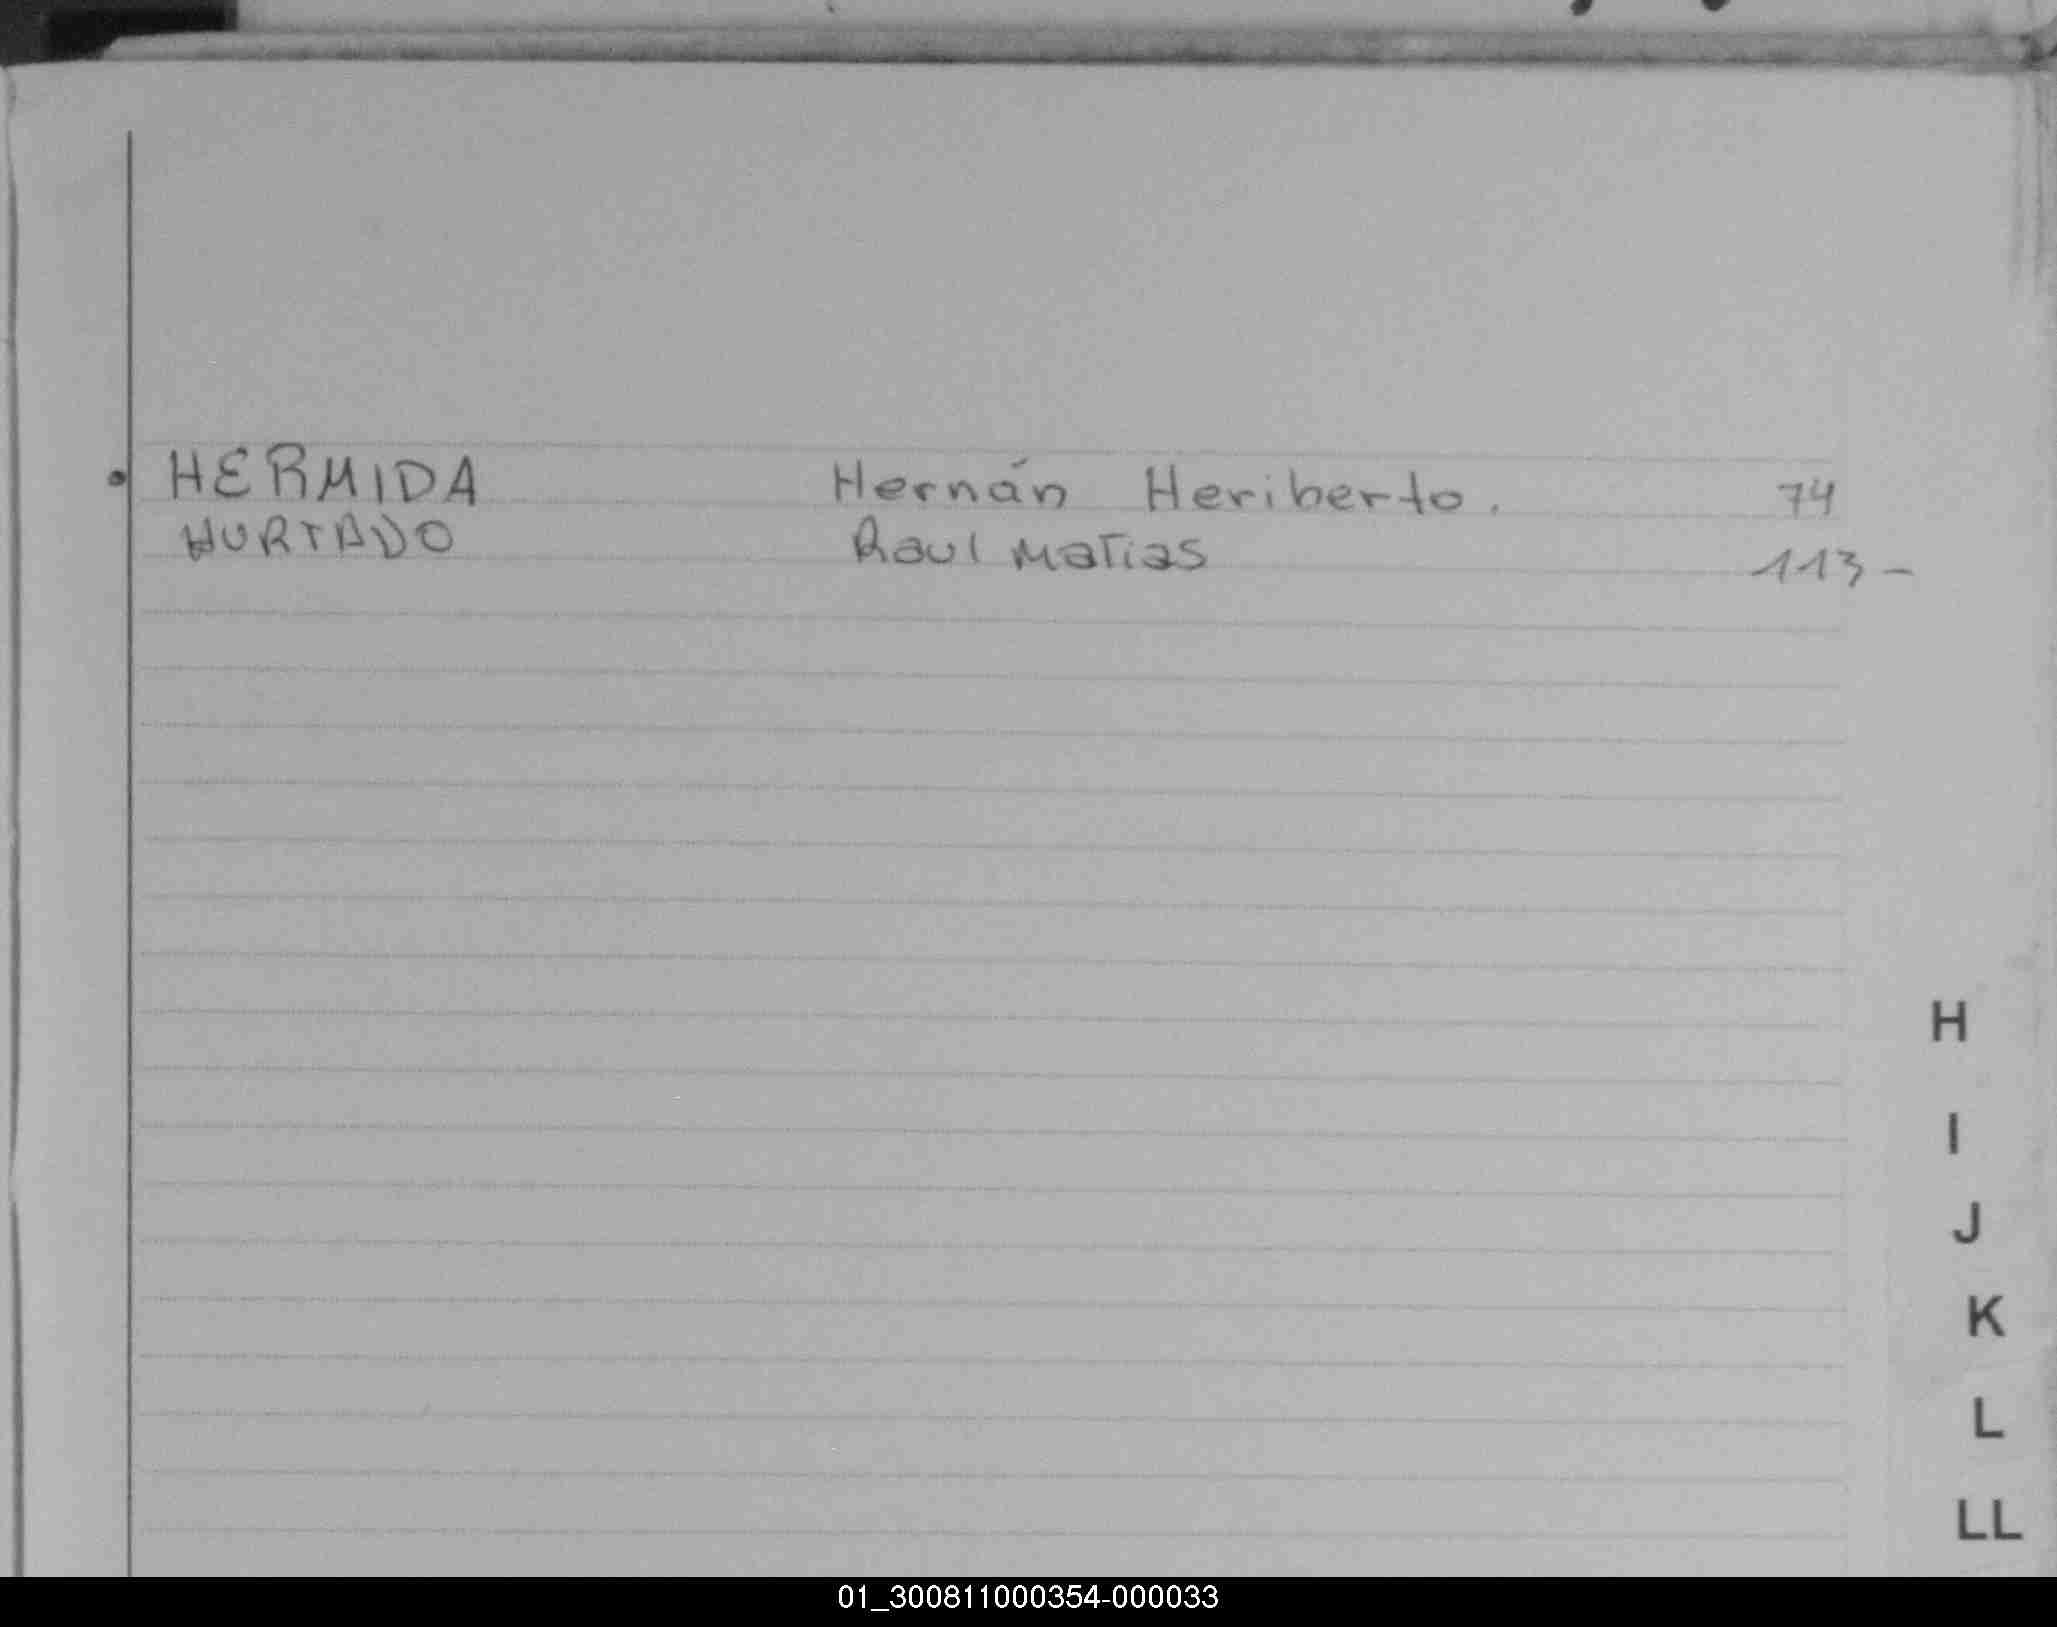 HERMIDA Hernán Heriberto. 74
HURTADO Raul Matias 113-
H
I
J
K
L
LL
01_300811000354-000033